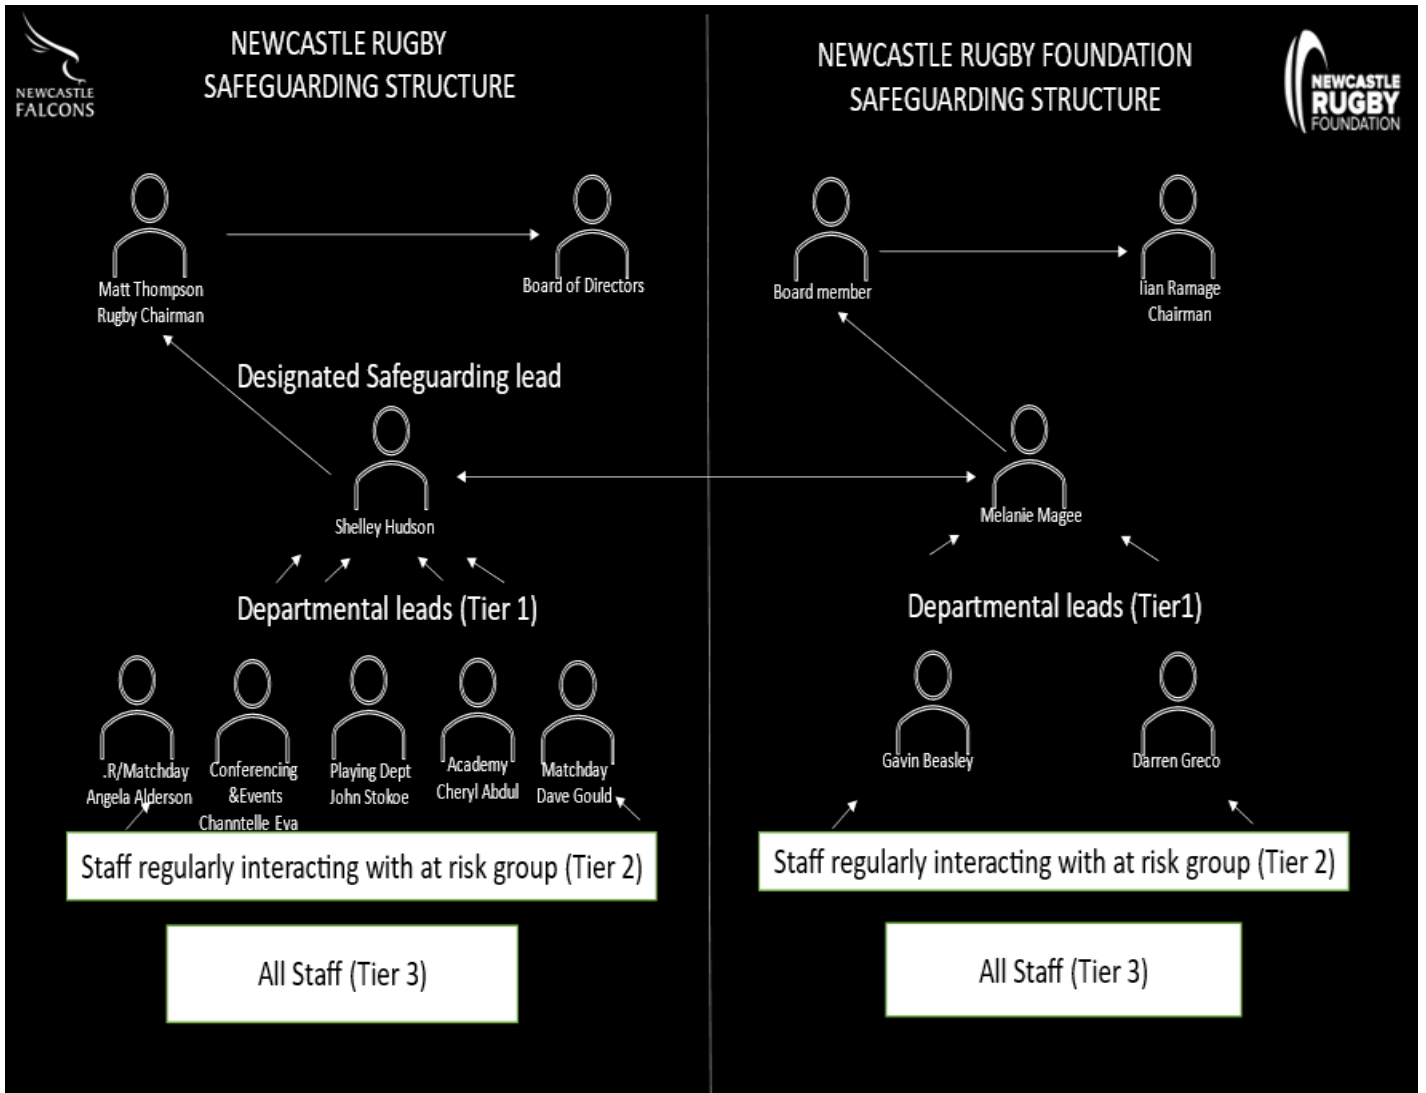 NEWCASTLE RUGBY
SAFEGUARDING STRUCTURE
NEWCASTLE
FALCONS
Matt Thompson
Rugby Chairman
Board of Directors
Designated Safeguarding lead
Shelley Hudson
Departmental leads (Tier 1)
.R/Matchday
Angela Alderson
Conferencing
&Events
Channtelle Eva
Playing Dept
John Stokoe
Academy
Cheryl Abdul
Matchday
Dave Gould
Staff regularly interacting with at risk group (Tier 2)
All Staff (Tier 3)
NEWCASTLE RUGBY FOUNDATION
SAFEGUARDING STRUCTURE
NEWCASTLE
RUGBY
FOUNDATION
Board member
Iian Ramage
Chairman
Melanie Magee
Departmental leads (Tier1)
Gavin Beasley
Darren Greco
Staff regularly interacting with at risk group (Tier 2)
All Staff (Tier 3)